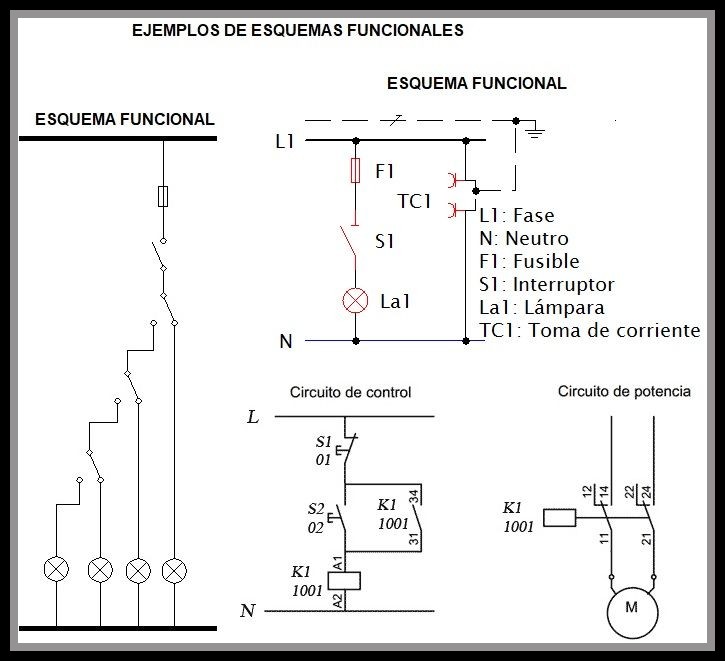 EJEMPLOS DE ESQUEMAS FUNCIONALES
ESQUEMA FUNCIONAL
ESQUEMA FUNCIONAL
L1
F1
TC1
S1
La1
N
L1: Fase
N: Neutro
F1: Fusible
S1: Interruptor
La1: Lámpara
TC1: Toma de corriente
Circuito de control
L
S1
01
S2
02
K1
1001
34
31
A1
K1
1001
A2
N
Circuito de potencia
12
14
22
24
K1
1001
11
21
M